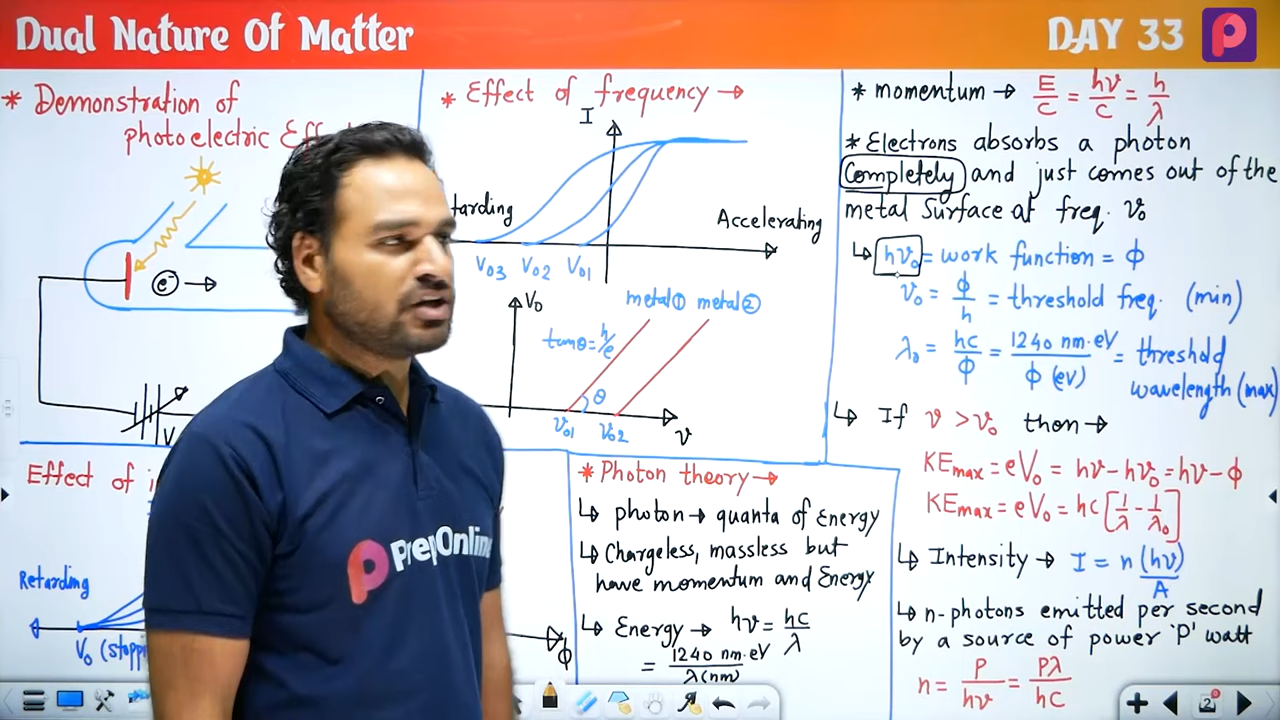 Dual Nature Of Matter
DAY 33
* Demonstration of
photoelectric
e⁻
V
Effect of
Retarding
V₀
* Effect of frequency →
I
Accelerating
V₀₃ V₀₂ V₀₁
V₀
metal① metal②
tanθ = h/e
θ
ν₀₁ ν₀₂
ν
ϕ
* Photon theory →
↳ photon → quanta of Energy
↳ Chargeless, massless but
have momentum and Energy
↳ Energy → hν = hc/λ
= 1240 nm·eV / λ(nm)
* momentum → E/C = hν/C = h/λ
* Electrons absorbs a photon
Completely and just comes out of the
metal Surface at freq. ν₀
↳ hν₀ = work function = ϕ
ν₀ = ϕ/h = threshold freq. (min)
λ₀ = hc/ϕ = 1240 nm·eV / ϕ(eV) = threshold
wavelength (max)
↳ If ν > ν₀ then →
KEmax = eV₀ = hν - hν₀ = hν - ϕ
KEmax = eV₀ = hc[1/λ - 1/λ₀]
↳ Intensity → I = n(hν)/A
↳ n-photons emitted per second
by a source of power 'P' watt
n = P/hν = Pλ/hc
PrepOnline
2